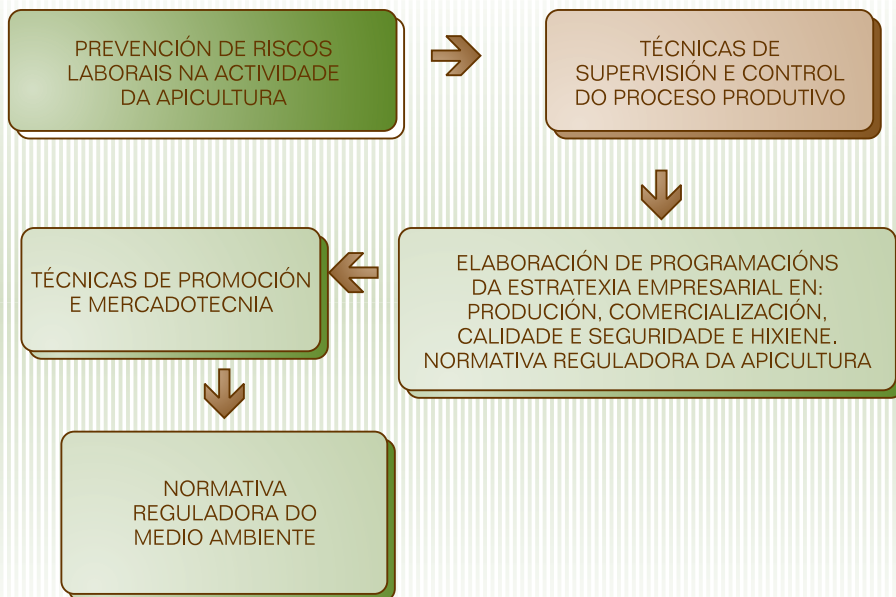 PREVENCIÓN DE RISCOS
LABORAIS NA ACTIVIDADE
DA APICULTURA
TÉCNICAS DE
SUPERVISIÓN E CONTROL
DO PROCESO PRODUTIVO
ELABORACIÓN DE PROGRAMACIÓNS
DA ESTRATEXIA EMPRESARIAL EN:
PRODUCIÓN, COMERCIALIZACIÓN,
CALIDADE E SEGURIDADE E HIXIENE.
NORMATIVA REGULADORA DA APICULTURA
TÉCNICAS DE PROMOCIÓN
E MERCADOTECNIA
NORMATIVA
REGULADORA DO
MEDIO AMBIENTE